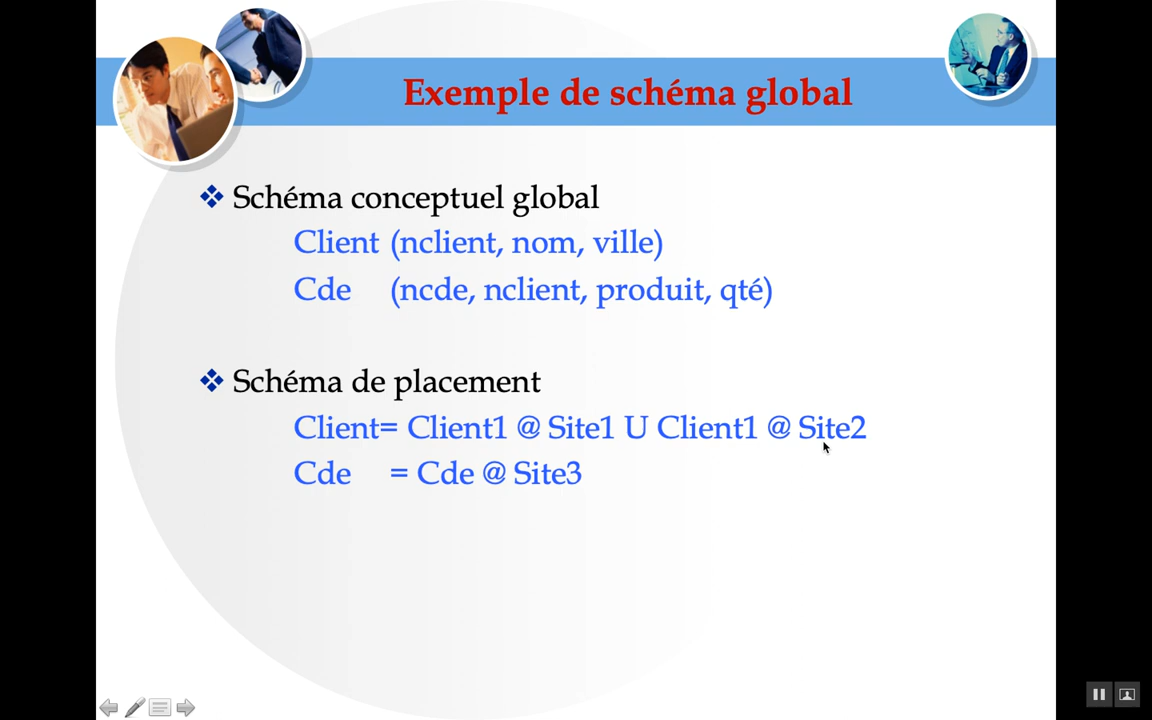 Exemple de schéma global
Schéma conceptuel global
Client (nclient, nom, ville)
Cde (ncde, nclient, produit, qté)
Schéma de placement
Client= Client1 @ Site1 U Client1 @ Site2
Cde = Cde @ Site3